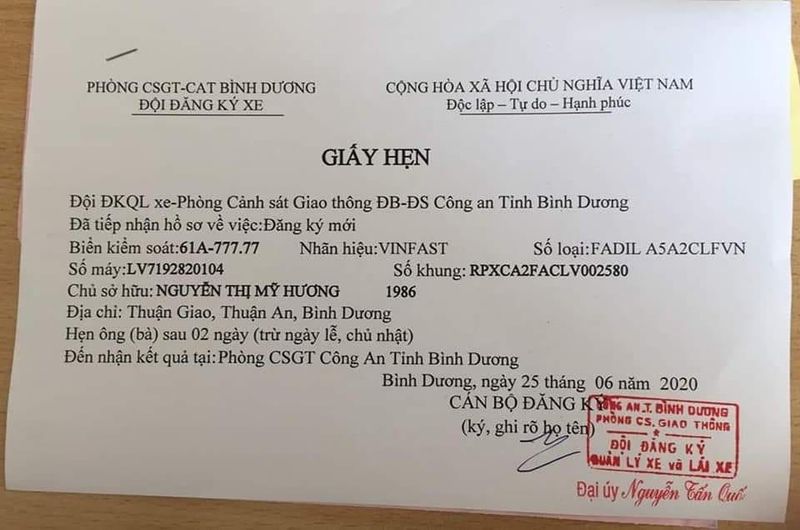 PHÒNG CSGT-CAT BÌNH DƯƠNG
ĐỘI ĐĂNG KÝ XE
CỘNG HÒA XÃ HỘI CHỦ NGHĨA VIỆT NAM
Độc lập – Tự do – Hạnh phúc
GIẤY HẸN
Đội ĐKQL xe-Phòng Cảnh sát Giao thông ĐB-ĐS Công an Tỉnh Bình Dương
Đã tiếp nhận hồ sơ về việc:Đăng ký mới
Biển kiểm soát:61A-777.77 Nhãn hiệu:VINFAST Số loại:FADIL A5A2CLFVN
Số máy:LV7192820104 Số khung: RPXCA2FACLV002580
Chủ sở hữu: NGUYỄN THỊ MỸ HƯƠNG 1986
Địa chỉ: Thuận Giao, Thuận An, Bình Dương
Hẹn ông (bà) sau 02 ngày (trừ ngày lễ, chủ nhật)
Đến nhận kết quả tại:Phòng CSGT Công An Tỉnh Bình Dương
Bình Dương, ngày 25 tháng 06 năm 2020
CÁN BỘ ĐĂNG KÝ
(ký, ghi rõ họ tên)
CÔNG AN.T. BÌNH DƯƠNG
PHÒNG CS. GIAO THÔNG
ĐỘI ĐĂNG KÝ
QUẢN LÝ XE và LÁI XE
Đại úy Nguyễn Tấn Quố